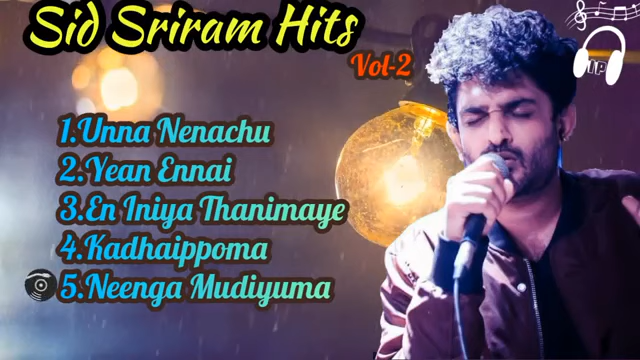 Sid Sriram Hits
Vol-2
IP
1.Unna Nenachu
2.Yean Ennai
3.En Iniya Thanimaye
4.Kadhaippoma
5.Neenga Mudiyuma